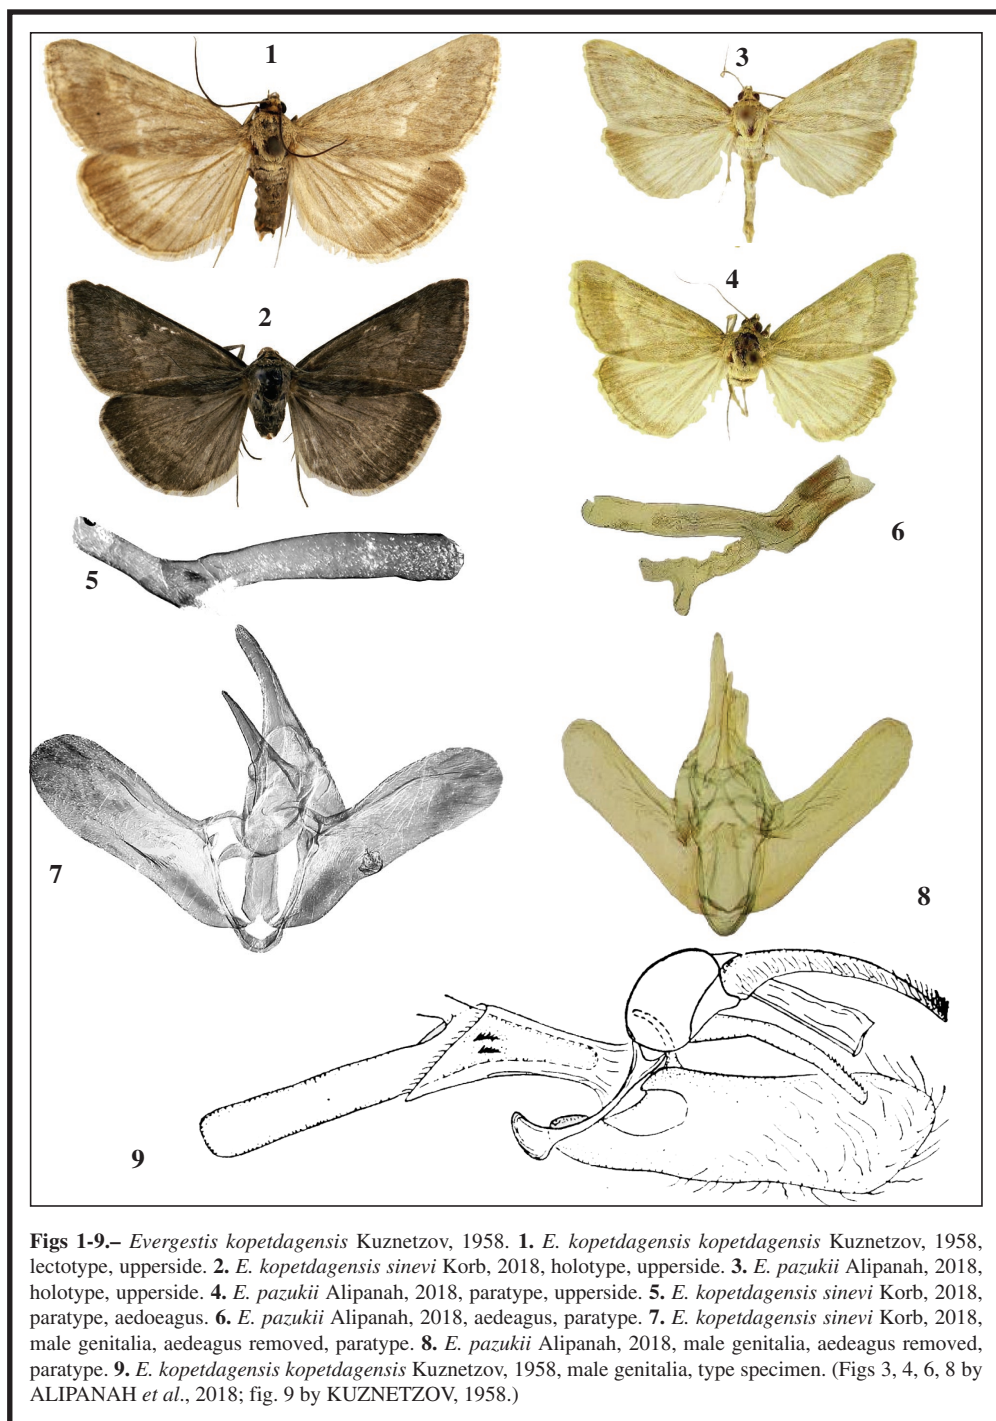 1
3
2
4
5
6
7
8
9
Figs 1-9.– Evergestis kopetdagensis Kuznetzov, 1958. 1. E. kopetdagensis kopetdagensis Kuznetzov, 1958,
lectotype, upperside. 2. E. kopetdagensis sinevi Korb, 2018, holotype, upperside. 3. E. pazukii Alipanah, 2018,
holotype, upperside. 4. E. pazukii Alipanah, 2018, paratype, upperside. 5. E. kopetdagensis sinevi Korb, 2018,
paratype, aedoeagus. 6. E. pazukii Alipanah, 2018, aedeagus, paratype. 7. E. kopetdagensis sinevi Korb, 2018,
male genitalia, aedeagus removed, paratype. 8. E. pazukii Alipanah, 2018, male genitalia, aedeagus removed,
paratype. 9. E. kopetdagensis kopetdagensis Kuznetzov, 1958, male genitalia, type specimen. (Figs 3, 4, 6, 8 by
ALIPANAH et al., 2018; fig. 9 by KUZNETZOV, 1958.)